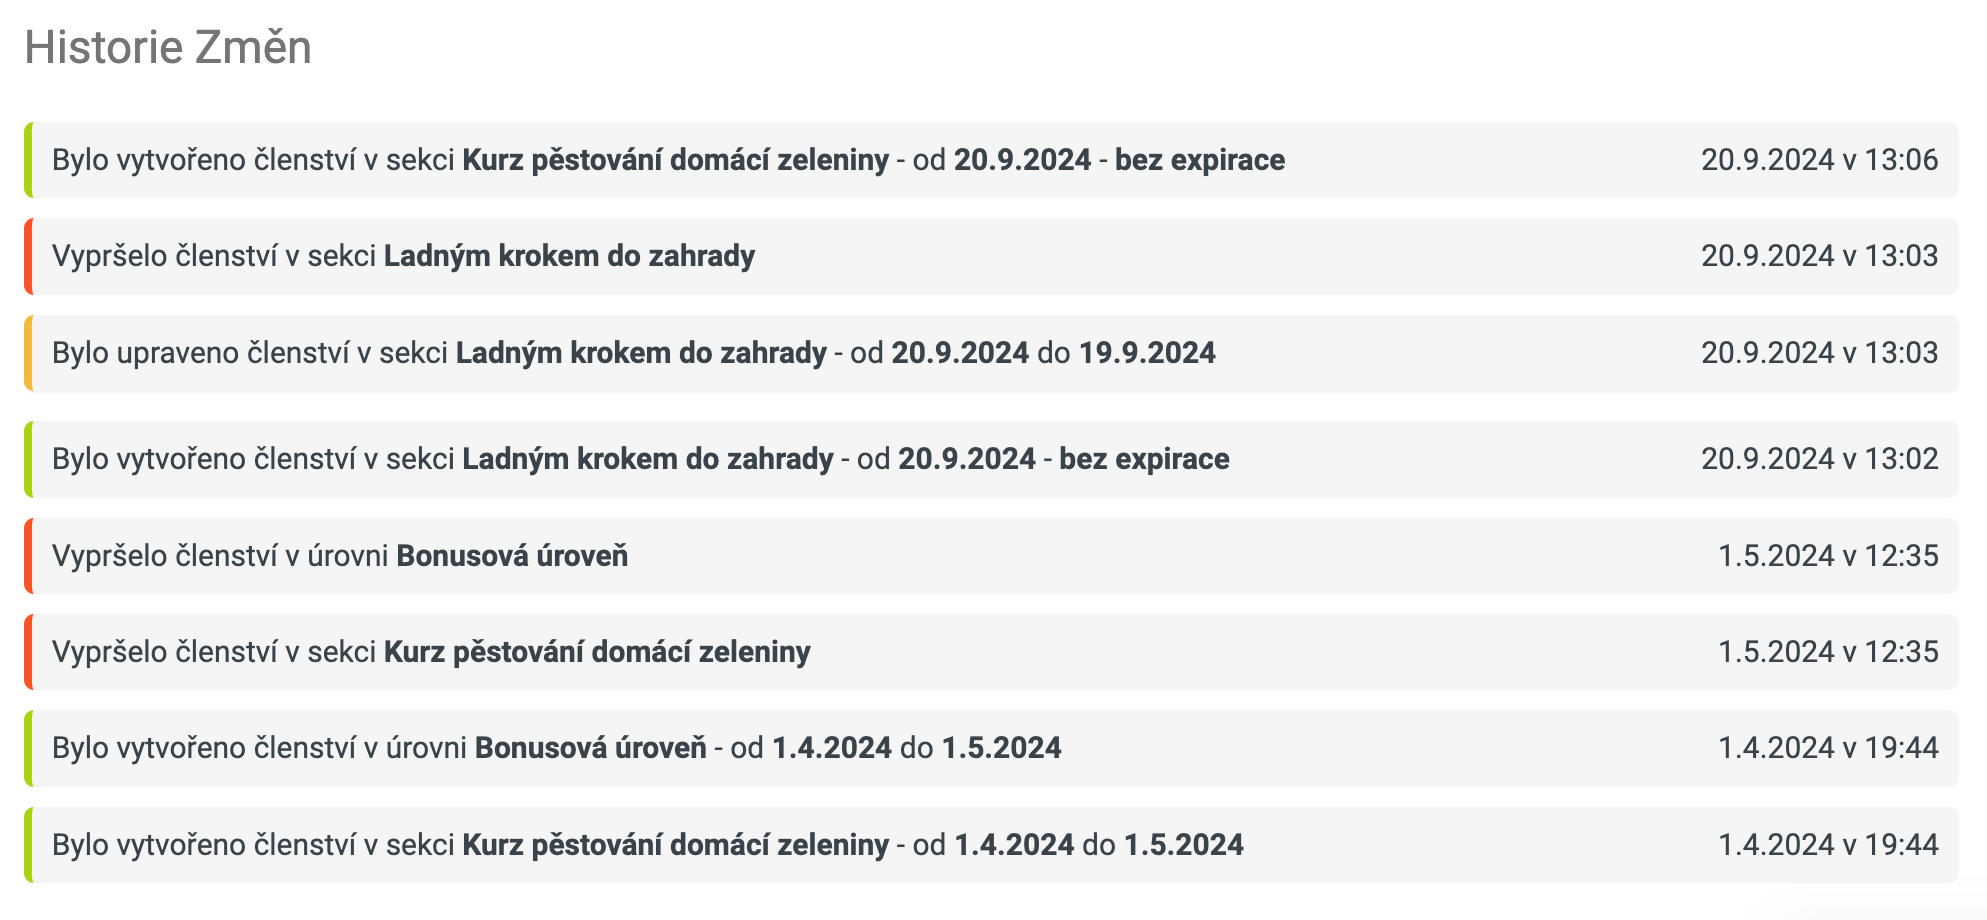 Historie Změn
Bylo vytvořeno členství v sekci Kurz pěstování domácí zeleniny - od 20.9.2024 - bez expirace 20.9.2024 v 13:06
Vypršelo členství v sekci Ladným krokem do zahrady 20.9.2024 v 13:03
Bylo upraveno členství v sekci Ladným krokem do zahrady - od 20.9.2024 do 19.9.2024 20.9.2024 v 13:03
Bylo vytvořeno členství v sekci Ladným krokem do zahrady - od 20.9.2024 - bez expirace 20.9.2024 v 13:02
Vypršelo členství v úrovni Bonusová úroveň 1.5.2024 v 12:35
Vypršelo členství v sekci Kurz pěstování domácí zeleniny 1.5.2024 v 12:35
Bylo vytvořeno členství v úrovni Bonusová úroveň - od 1.4.2024 do 1.5.2024 1.4.2024 v 19:44
Bylo vytvořeno členství v sekci Kurz pěstování domácí zeleniny - od 1.4.2024 do 1.5.2024 1.4.2024 v 19:44